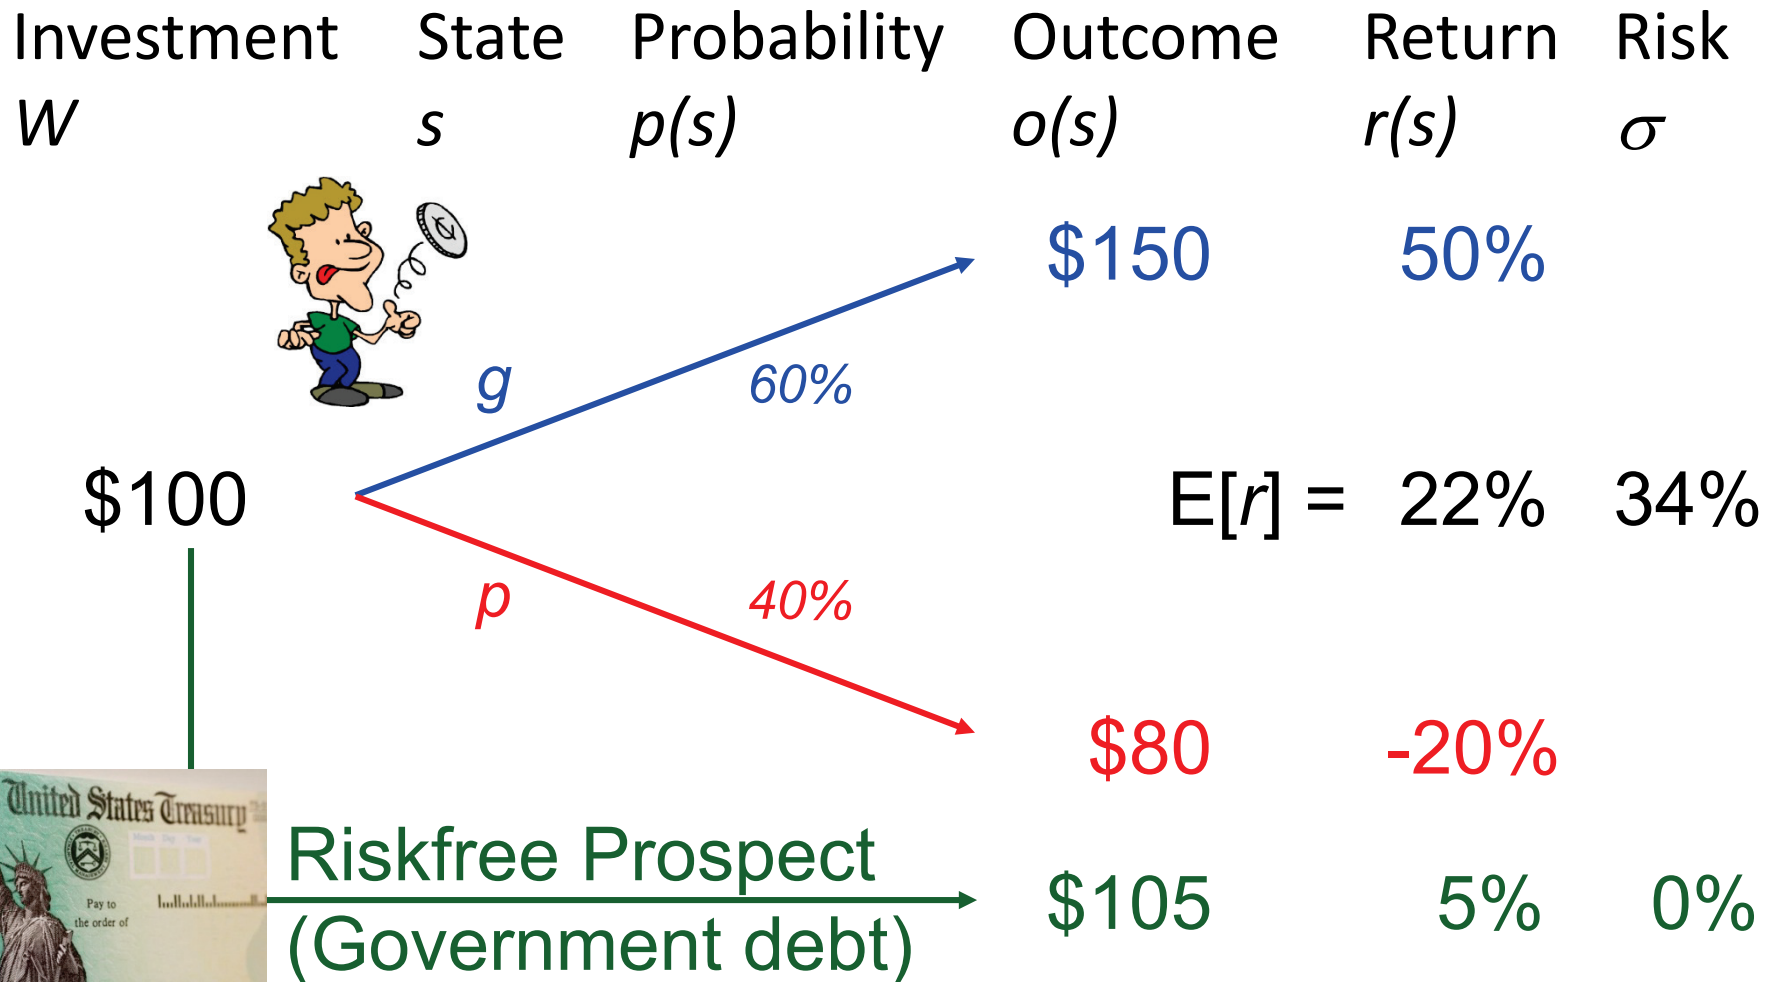 Investment State Probability Outcome Return Risk
W s p(s) o(s) r(s) σ
$150 50%
g 60%
$100 E[r] = 22% 34%
p 40%
$80 -20%
United States Treasury
Riskfree Prospect
$105 5% 0%
Pay to
the order of
(Government debt)